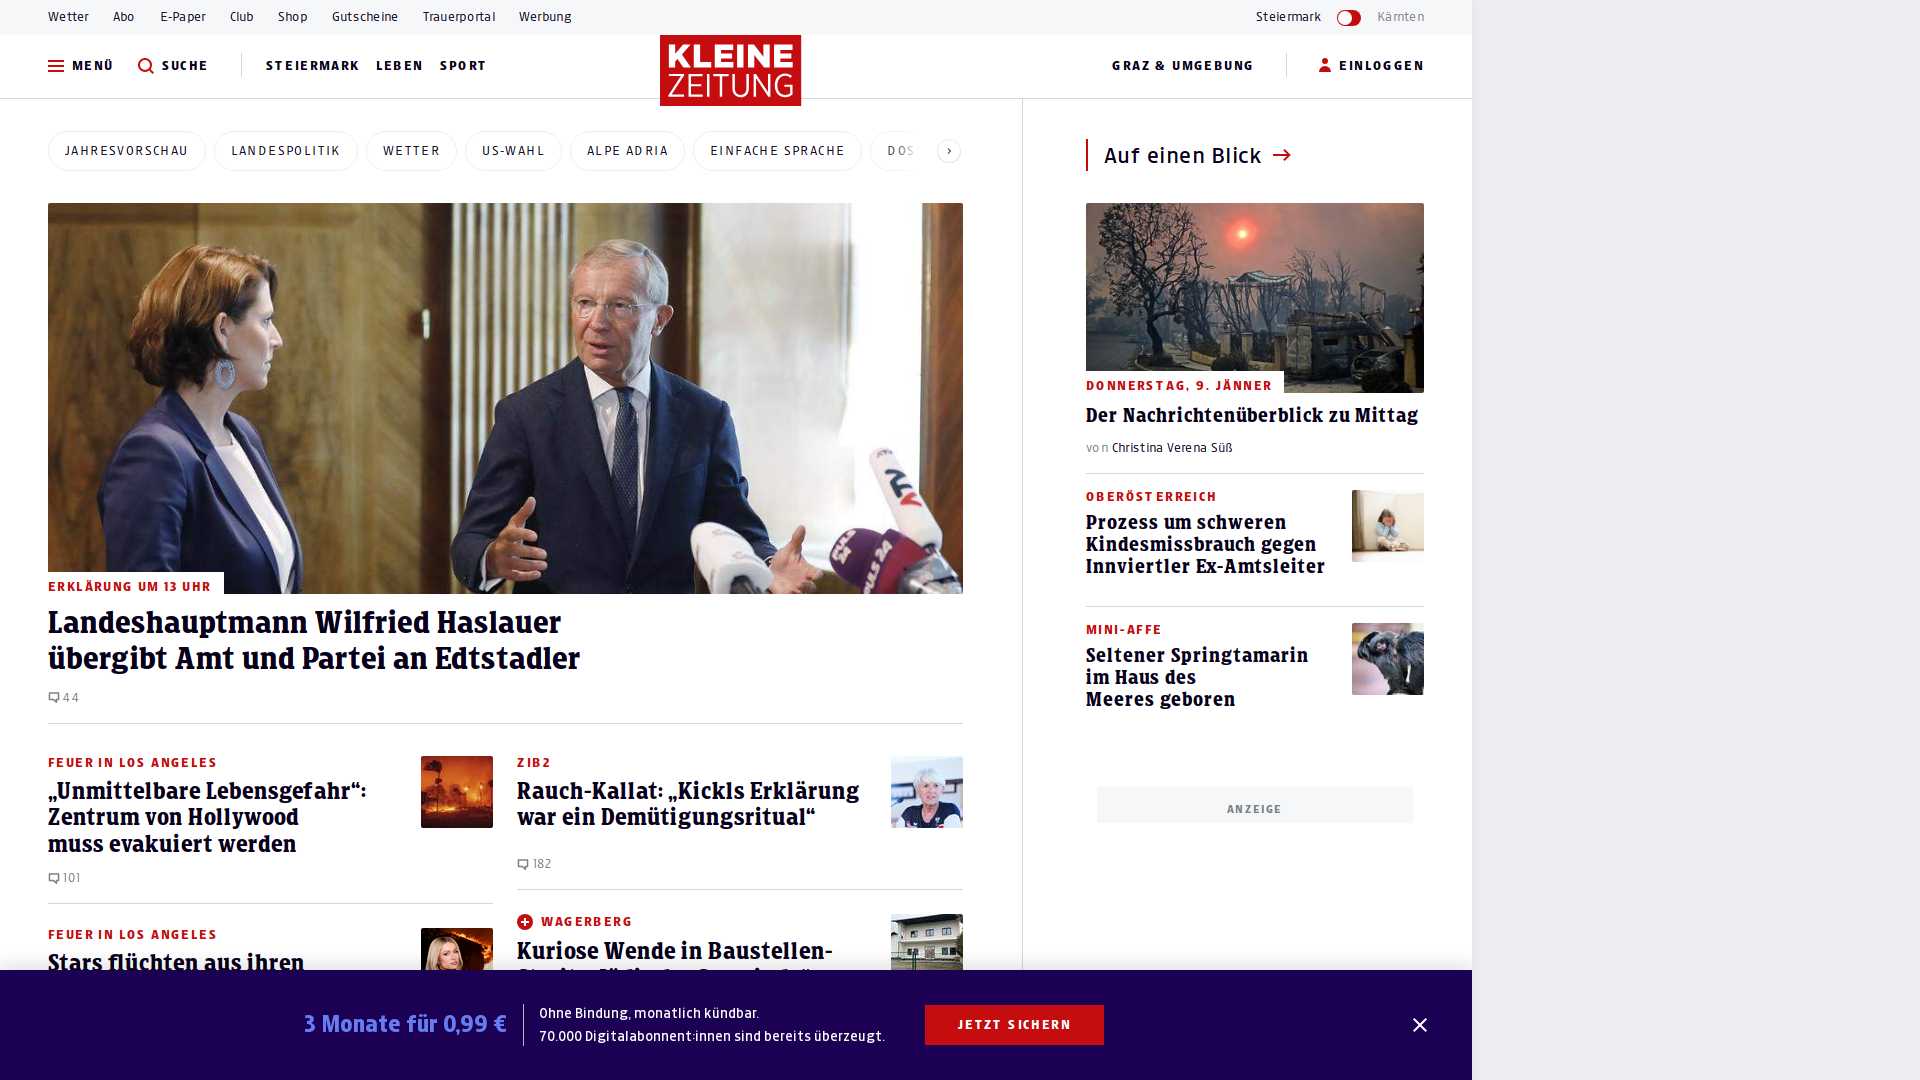 Wetter Abo E-Paper Club Shop Gutscheine Trauerportal Werbung Steiermark Kärnten
MENÜ SUCHE STEIERMARK LEBEN SPORT KLEINE ZEITUNG GRAZ & UMGEBUNG EINLOGGEN
JAHRESVORSCHAU LANDESPOLITIK WETTER US-WAHL ALPE ADRIA EINFACHE SPRACHE DOS
ERKLÄRUNG UM 13 UHR
Landeshauptmann Wilfried Haslauer
übergibt Amt und Partei an Edtstadler
44
FEUER IN LOS ANGELES
„Unmittelbare Lebensgefahr“:
Zentrum von Hollywood
muss evakuiert werden
101
FEUER IN LOS ANGELES
Stars flüchten aus ihren
ZIB2
Rauch-Kallat: „Kickls Erklärung
war ein Demütigungsritual“
182
WAGERBERG
Kuriose Wende in Baustellen-
Auf einen Blick
DONNERSTAG, 9. JÄNNER
Der Nachrichtenüberblick zu Mittag
von Christina Verena Süß
OBERÖSTERREICH
Prozess um schweren
Kindesmissbrauch gegen
Innviertler Ex-Amtsleiter
MINI-AFFE
Seltener Springtamarin
im Haus des
Meeres geboren
ANZEIGE
3 Monate für 0,99 €
Ohne Bindung, monatlich kündbar.
70.000 Digitalabonnent:innen sind bereits überzeugt.
JETZT SICHERN